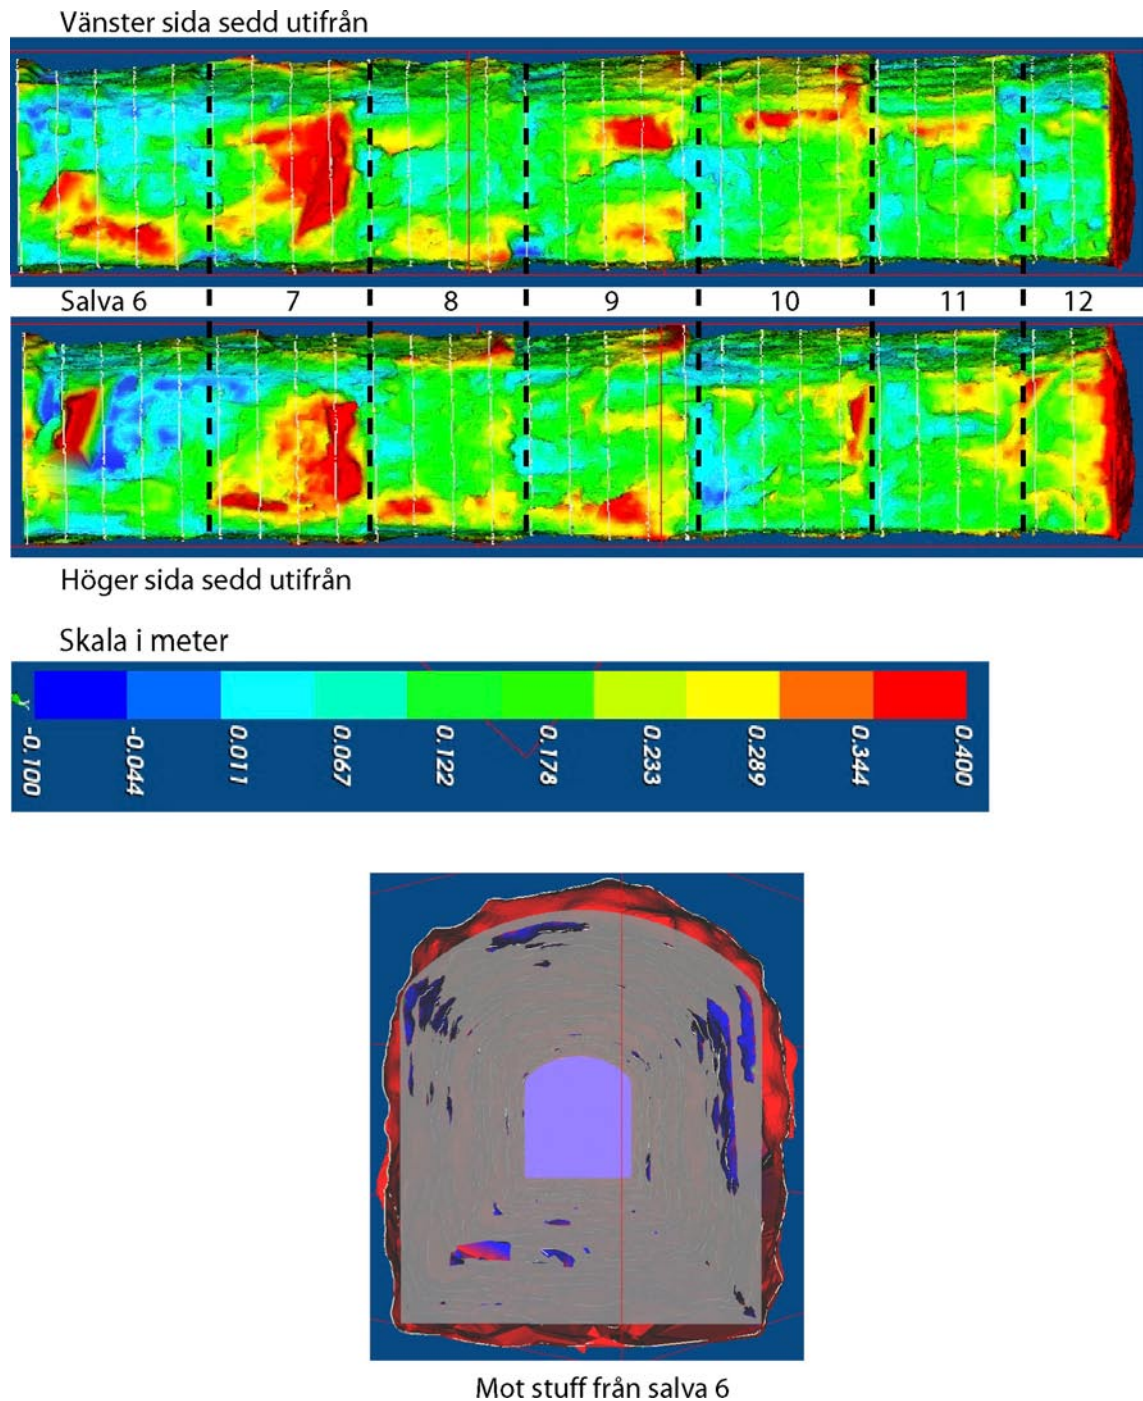 Vänster sida sedd utifrån
Salva 6 7 8 9 10 11 12
Höger sida sedd utifrån
Skala i meter
-0.100 -0.044 0.011 0.067 0.122 0.178 0.233 0.289 0.344 0.400
Mot stuff från salva 6